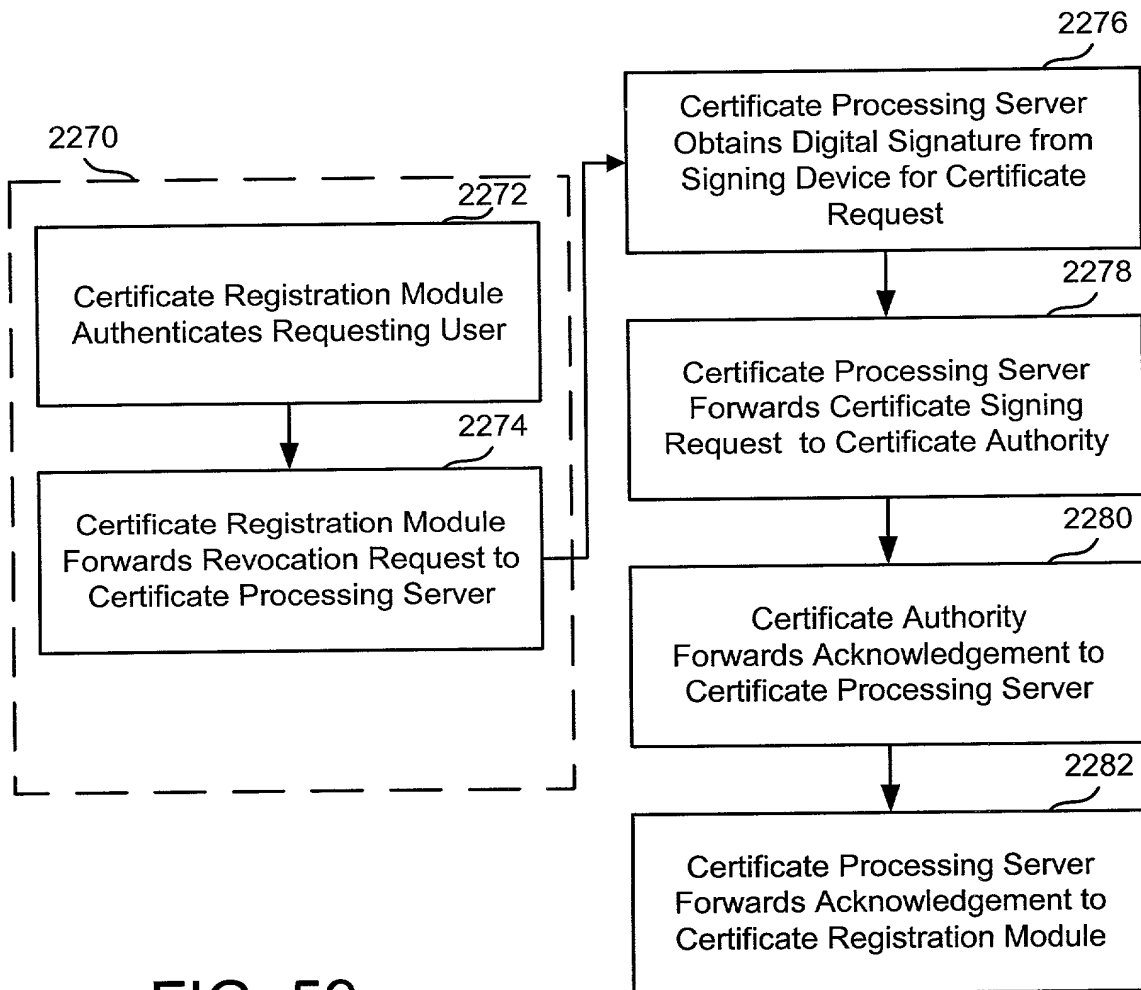 2270
2272
Certificate Registration Module
Authenticates Requesting User
2274
Certificate Registration Module
Forwards Revocation Request to
Certificate Processing Server
2276
Certificate Processing Server
Obtains Digital Signature from
Signing Device for Certificate
Request
2278
Certificate Processing Server
Forwards Certificate Signing
Request to Certificate Authority
2280
Certificate Authority
Forwards Acknowledgement to
Certificate Processing Server
2282
Certificate Processing Server
Forwards Acknowledgement to
Certificate Registration Module
FIG.